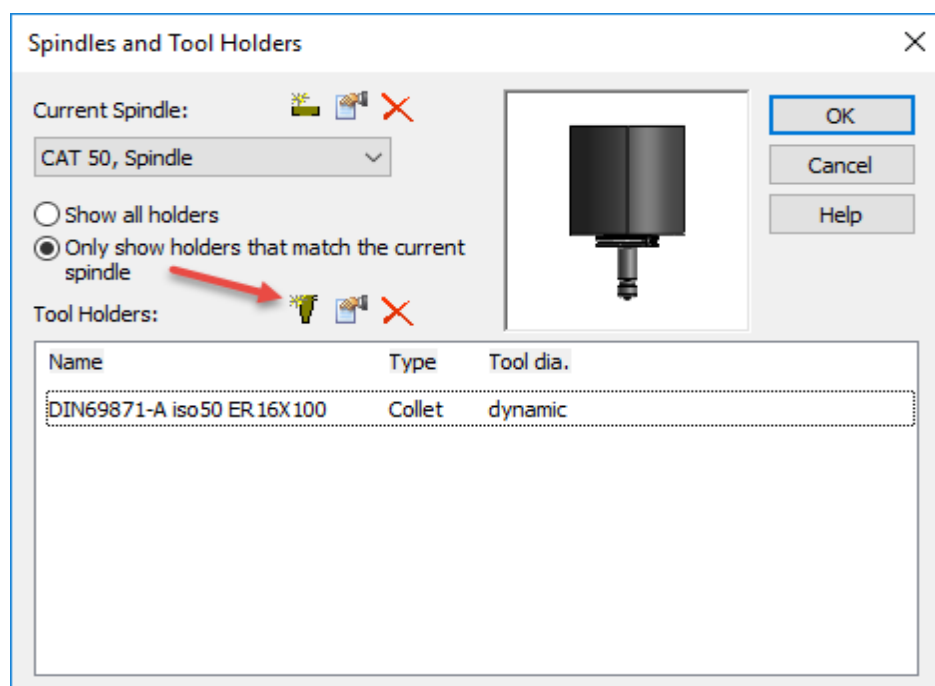 Spindles and Tool Holders
Current Spindle:
CAT 50, Spindle
OK
Cancel
Help
Show all holders
Only show holders that match the current
spindle
Tool Holders:
Name Type Tool dia.
DIN69871-A iso50 ER16X100 Collet dynamic